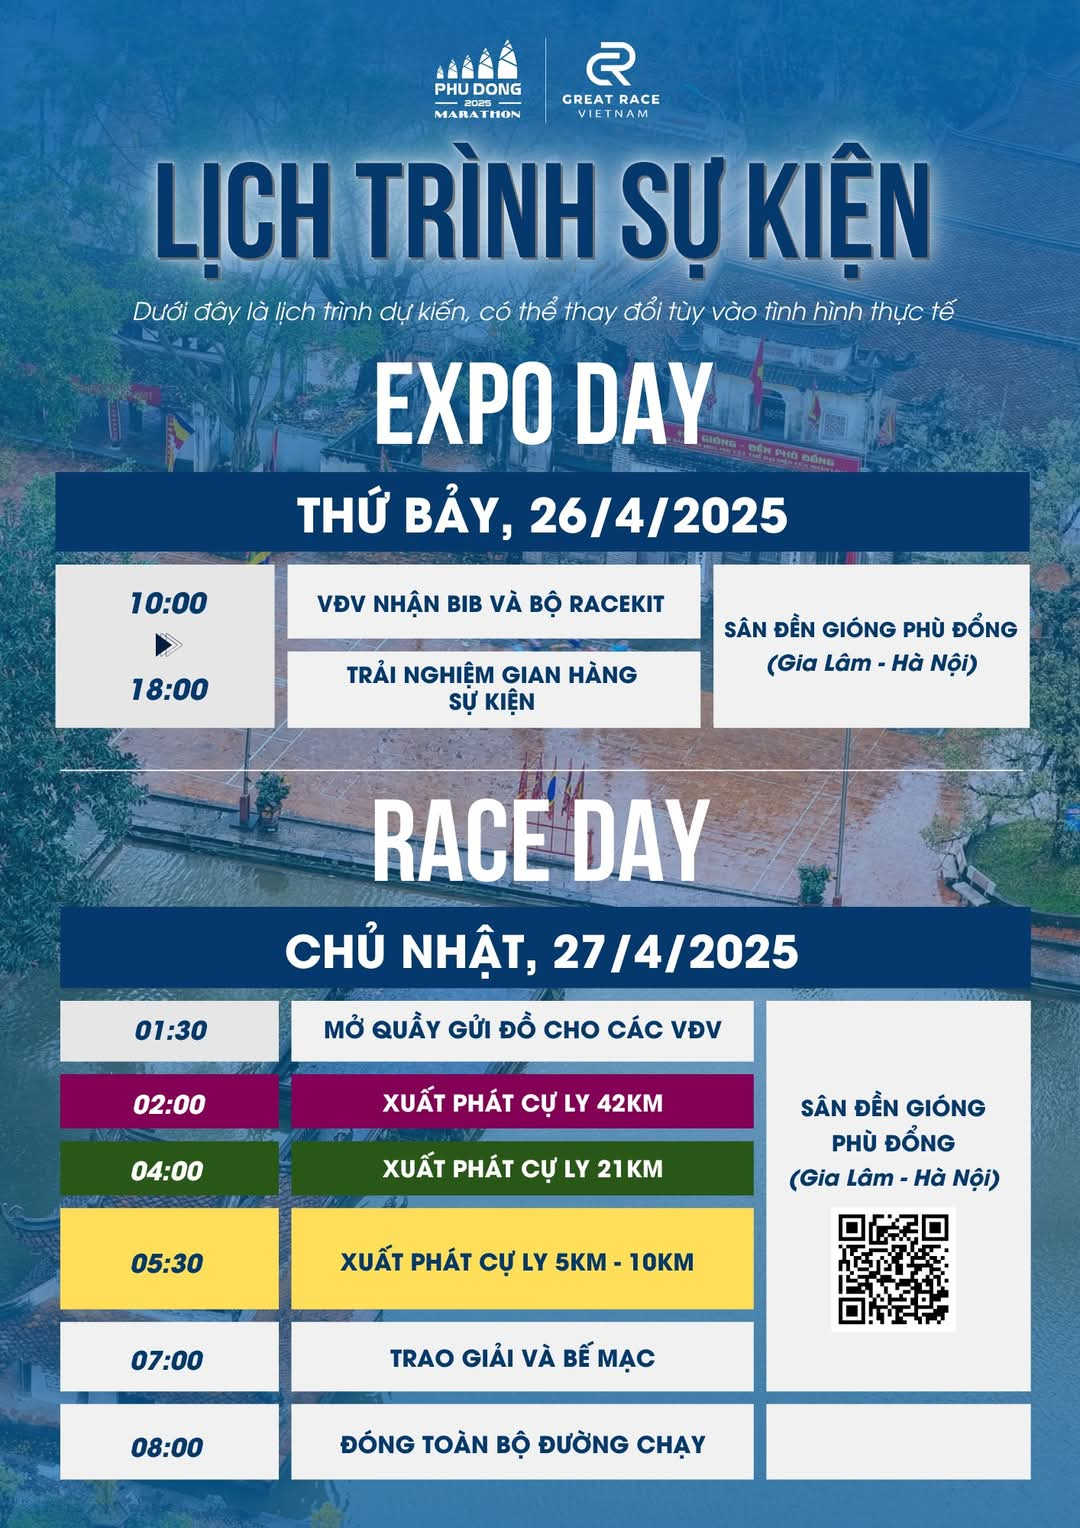 PHU DONG
2025
MARATHON
GREAT RACE
VIETNAM
LỊCH TRÌNH SỰ KIỆN
Dưới đây là lịch trình dự kiến, có thể thay đổi tùy vào tình hình thực tế
EXPO DAY
GIÓNG - ĐỀN PHÙ ĐỔNG
THỨ BẢY, 26/4/2025
10:00
18:00
VĐV NHẬN BIB VÀ BỘ RACEKIT
TRẢI NGHIỆM GIAN HÀNG
SỰ KIỆN
SÂN ĐỀN GIÓNG PHÙ ĐỔNG
(Gia Lâm - Hà Nội)
RACE DAY
CHỦ NHẬT, 27/4/2025
01:30
MỞ QUẦY GỬI ĐỒ CHO CÁC VĐV
02:00
XUẤT PHÁT CỰ LY 42KM
04:00
XUẤT PHÁT CỰ LY 21KM
05:30
XUẤT PHÁT CỰ LY 5KM - 10KM
07:00
TRAO GIẢI VÀ BẾ MẠC
08:00
ĐÓNG TOÀN BỘ ĐƯỜNG CHẠY
SÂN ĐỀN GIÓNG
PHÙ ĐỔNG
(Gia Lâm - Hà Nội)